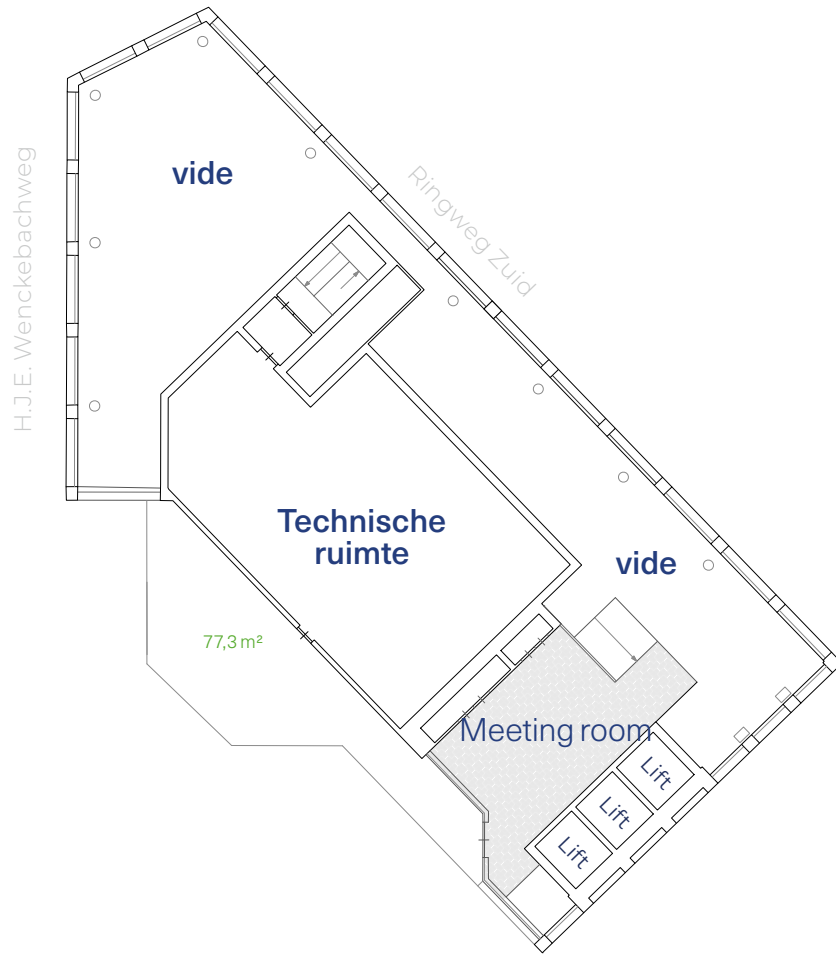 vide
H.J.E. Wenckebachweg
Ringweg Zuid
Technische
ruimte
vide
77,3 m²
Meeting room
Lift
Lift
Lift